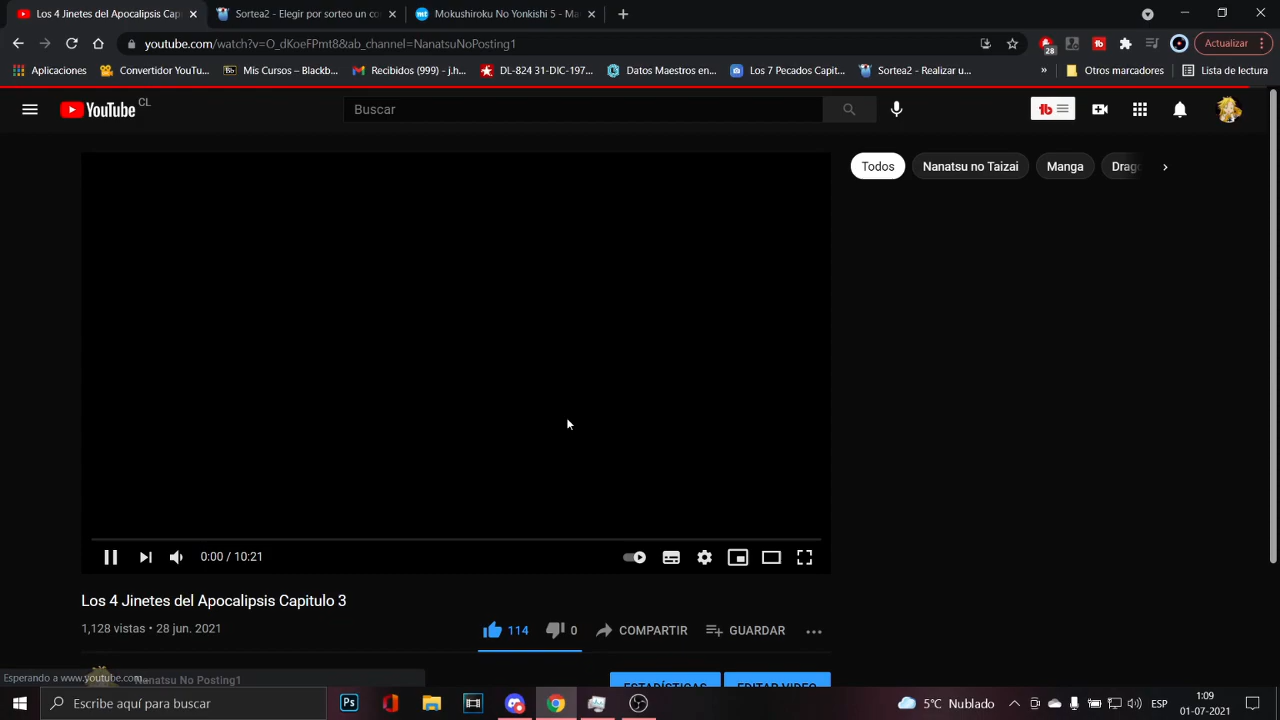 Los 4 Jinetes del Apocalipsis Cap
Sortea2 - Elegir por sorteo un co
Mokushiroku No Yonkishi 5 - Ma
youtube.com/watch?v=O_dKoeFPmt8&ab_channel=NanatsuNoPosting1
28
Actualizar
Aplicaciones
Convertidor YouTu...
Mis Cursos – Blackb...
Recibidos (999) - j.h...
DL-824 31-DIC-197...
Datos Maestros en...
Los 7 Pecados Capit...
Sortea2 - Realizar u...
»
Otros marcadores
Lista de lectura
YouTube CL
Buscar
Todos
Nanatsu no Taizai
Manga
Drag
0:00 / 10:21
Los 4 Jinetes del Apocalipsis Capitulo 3
1,128 vistas • 28 jun. 2021
114
0
COMPARTIR
GUARDAR
Esperando a www.youtube.com...
Nanatsu No Posting1
ESTADÍSTICAS
EDITAR VIDEO
Escribe aquí para buscar
5°C Nublado
ESP
1:09
01-07-2021